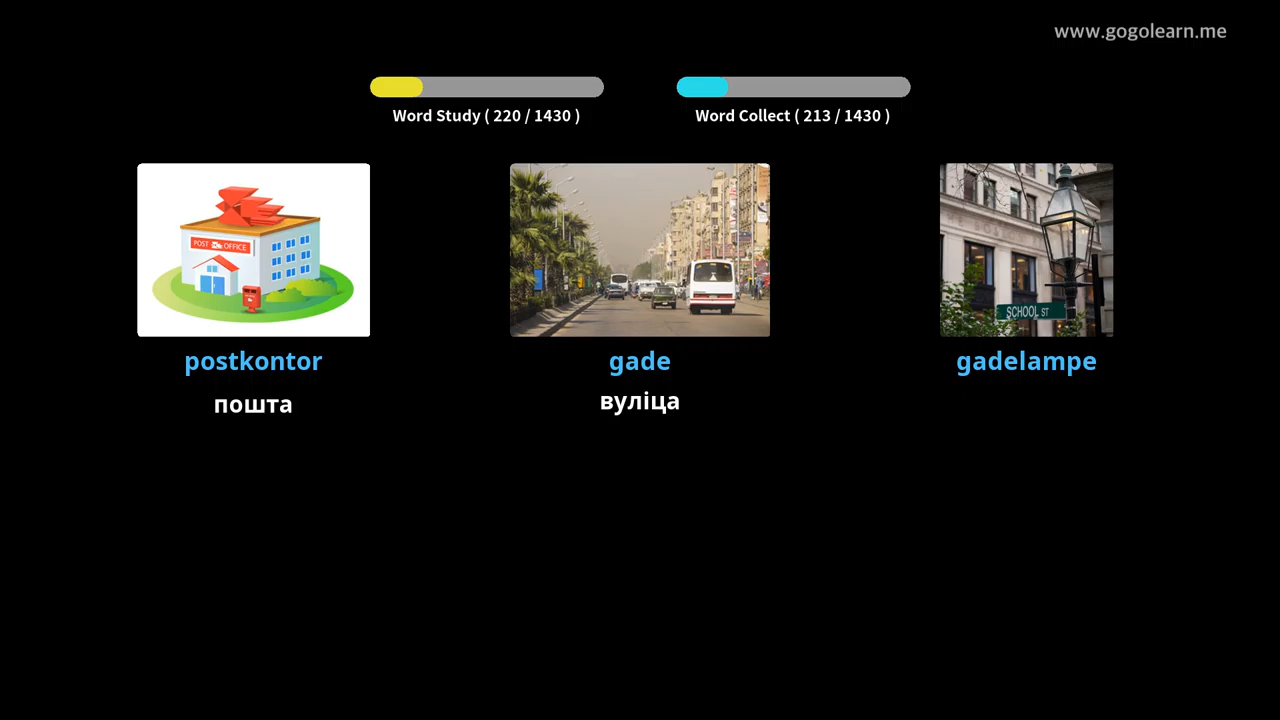 www.gogolearn.me
Word Study ( 220 / 1430 )
Word Collect ( 213 / 1430 )
POST OFFICE
SCHOOL ST
postkontor
gade
gadelampe
пошта
вуліца